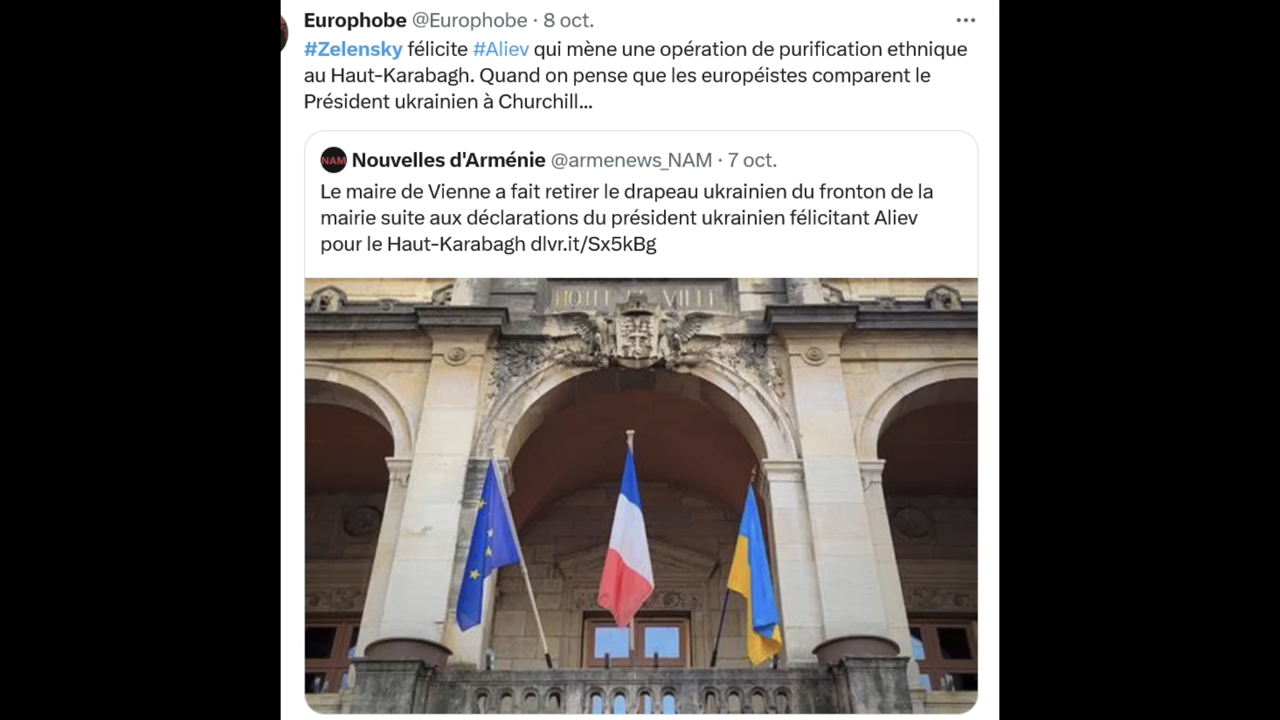 Europhobe @Europhobe · 8 oct.
#Zelensky félicite #Aliev qui mène une opération de purification ethnique
au Haut-Karabagh. Quand on pense que les européistes comparent le
Président ukrainien à Churchill...
NAM Nouvelles d'Arménie @armenews_NAM · 7 oct.
Le maire de Vienne a fait retirer le drapeau ukrainien du fronton de la
mairie suite aux déclarations du président ukrainien félicitant Aliev
pour le Haut-Karabagh dlvr.it/Sx5kBg
HOTEL DE VILLE